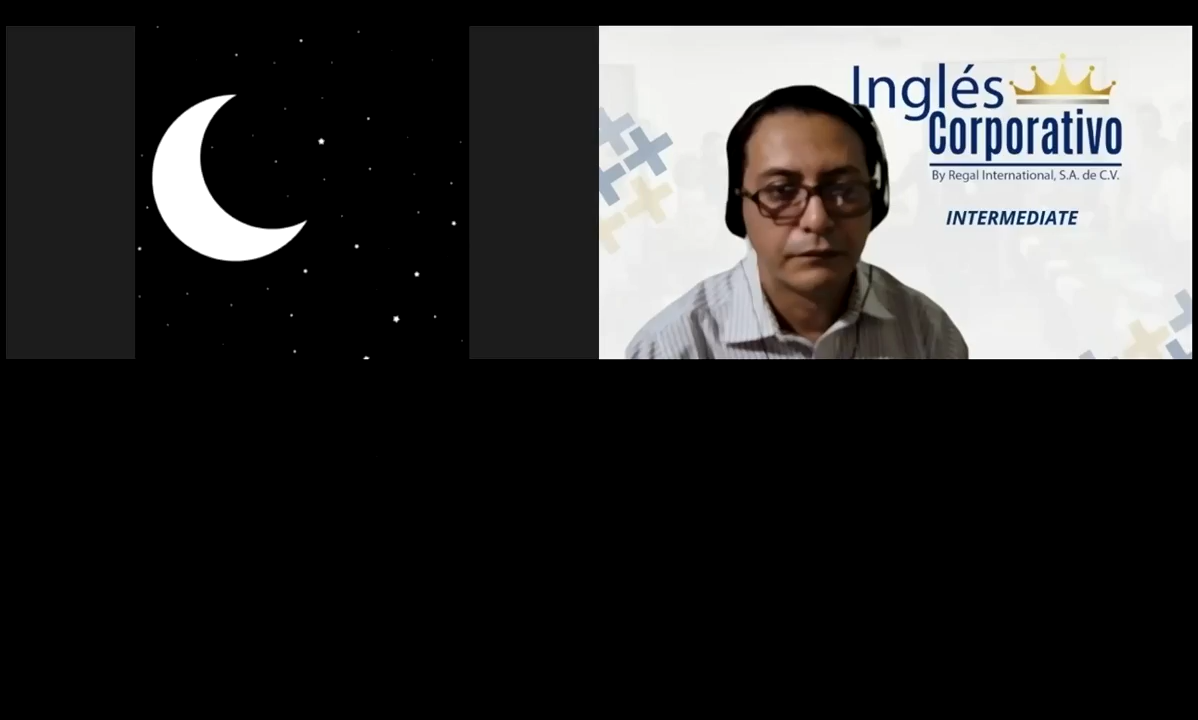 Inglés
Corporativo
By Regal International, S.A. de C.V.
INTERMEDIATE